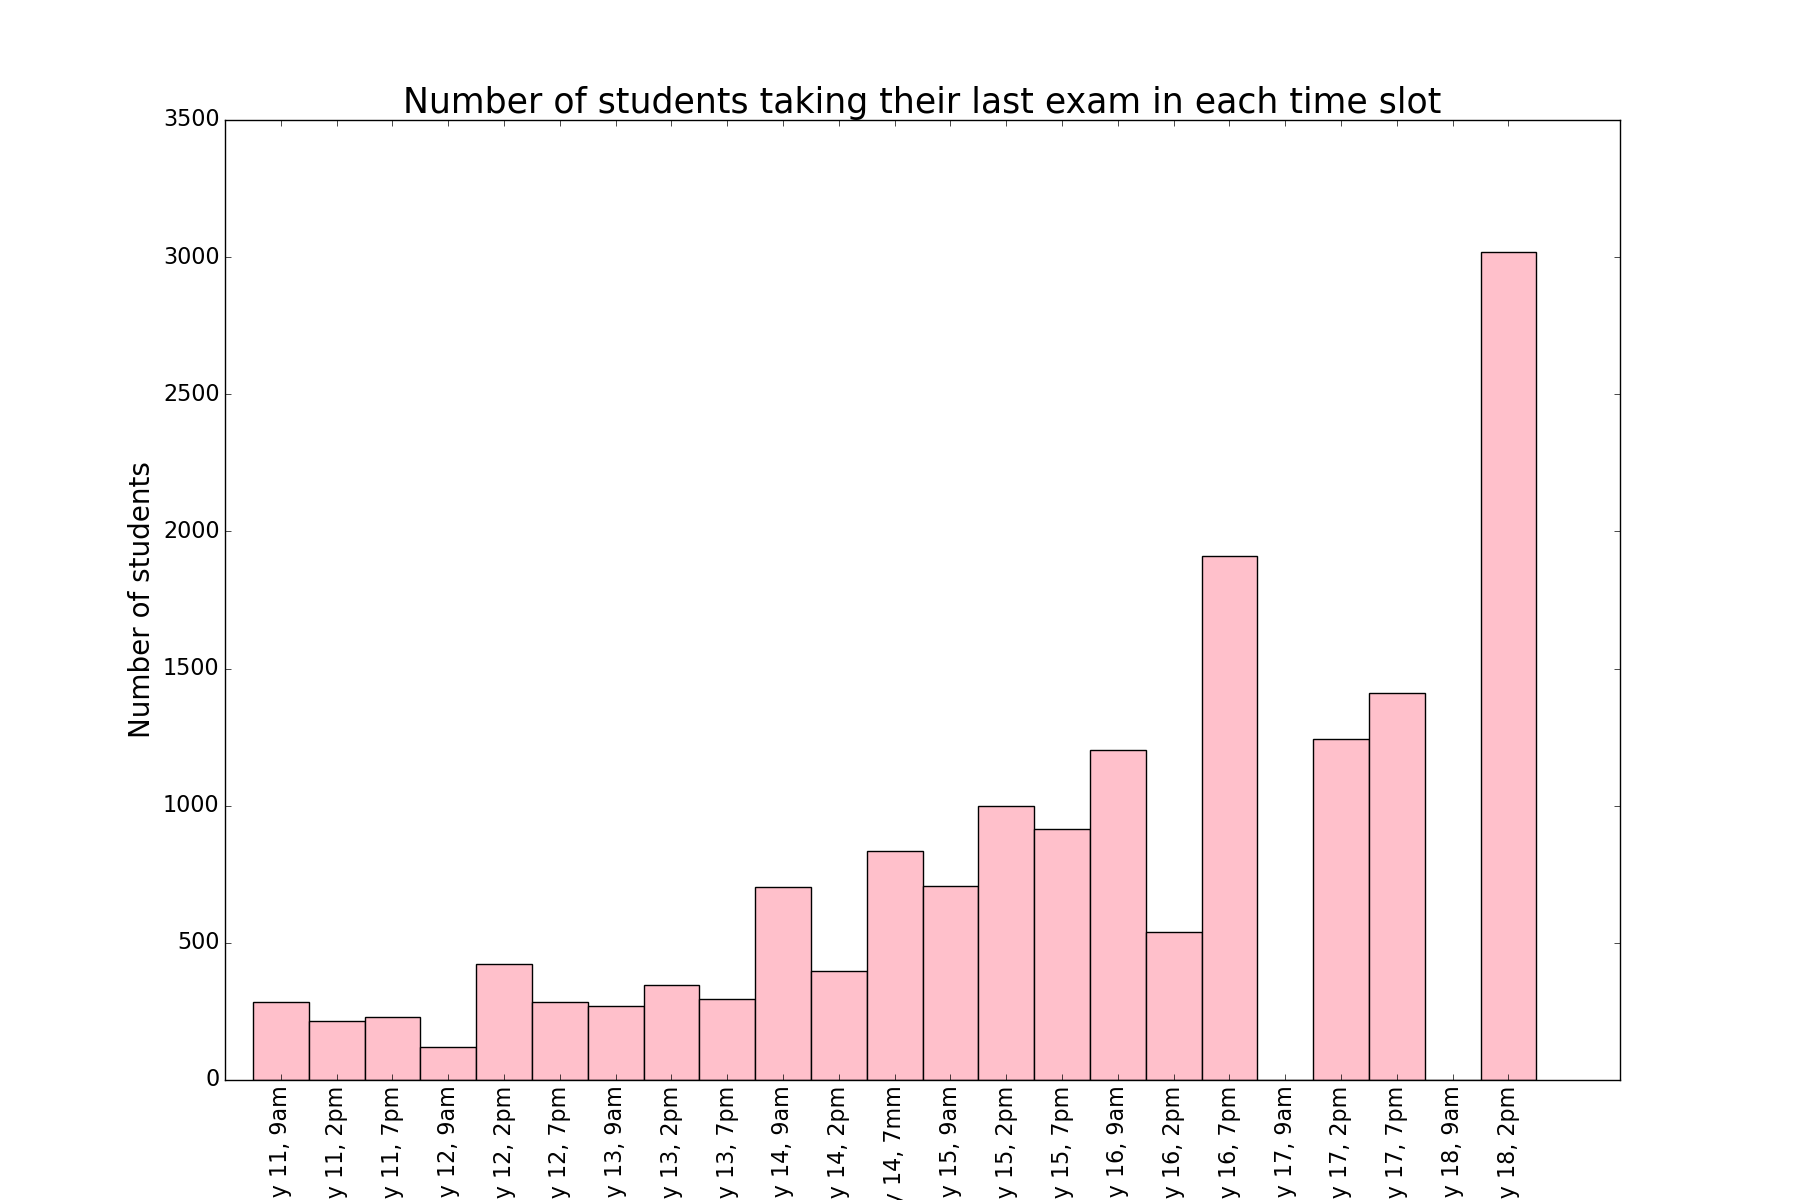 Number of students taking their last exam in each time slot
Number of students
3500
3000
2500
2000
1500
1000
500
0
y 11, 9am
y 11, 2pm
y 11, 7pm
y 12, 9am
y 12, 2pm
y 12, 7pm
y 13, 9am
y 13, 2pm
y 13, 7pm
y 14, 9am
y 14, 2pm
y 14, 7mm
y 15, 9am
y 15, 2pm
y 15, 7pm
y 16, 9am
y 16, 2pm
y 16, 7pm
y 17, 9am
y 17, 2pm
y 17, 7pm
y 18, 9am
y 18, 2pm